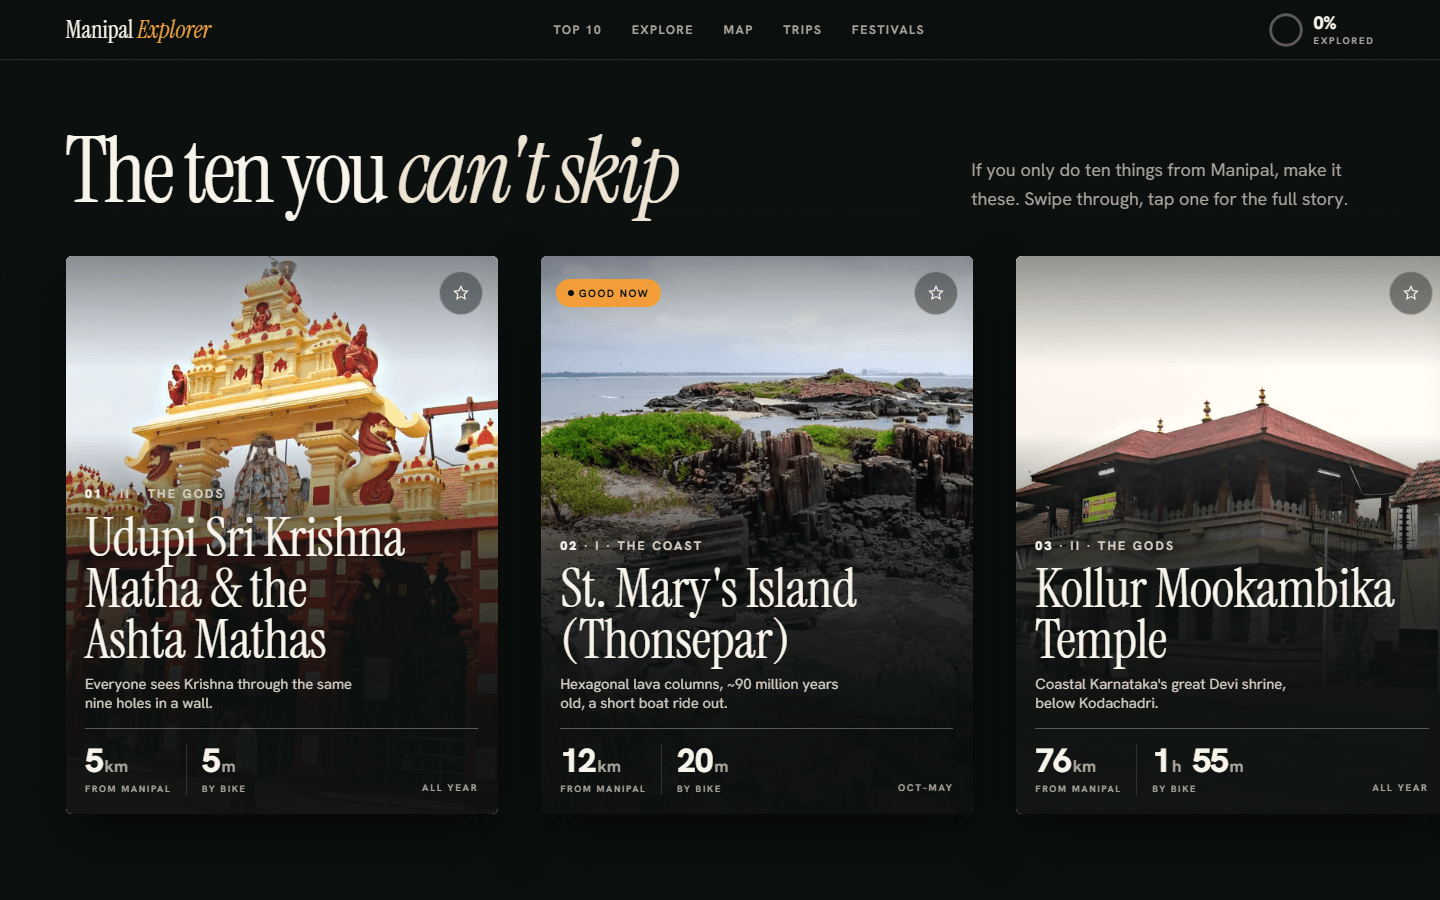 Manipal Explorer
TOP 10
EXPLORE
MAP
TRIPS
FESTIVALS
0%
EXPLORED
The ten you can't skip
If you only do ten things from Manipal, make it
these. Swipe through, tap one for the full story.
01 · II · THE GODS
Udupi Sri Krishna
Matha & the
Ashta Mathas
Everyone sees Krishna through the same
nine holes in a wall.
5km
FROM MANIPAL
5m
BY BIKE
ALL YEAR
GOOD NOW
02 · I · THE COAST
St. Mary's Island
(Thonsepar)
Hexagonal lava columns, ~90 million years
old, a short boat ride out.
12km
FROM MANIPAL
20m
BY BIKE
OCT–MAY
03 · II · THE GODS
Kollur Mookambika
Temple
Coastal Karnataka's great Devi shrine,
below Kodachadri.
76km
FROM MANIPAL
1h 55m
BY BIKE
ALL YEAR